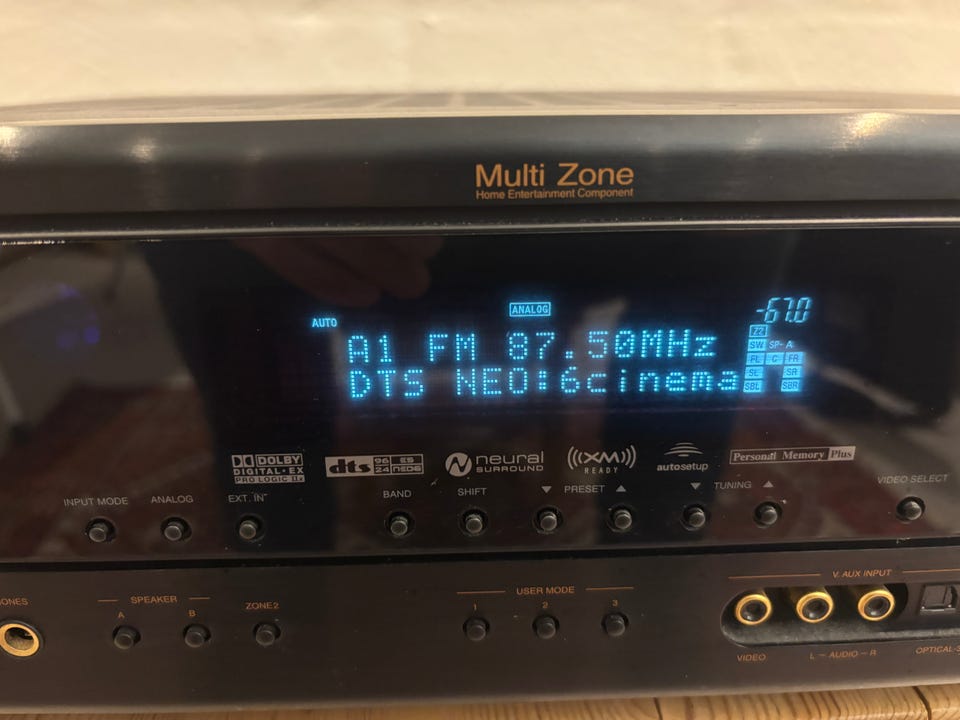 Multi Zone
Home Entertainment Component
ANALOG
-67.0
AUTO
Z2
A1 FM 87.50MHz
SW SP- A
FL C FR
DTS NEO:6cinema
SL SR
SBL SBR
DOLBY
DIGITAL·EX
PRO LOGIC IIx
dts 96 24 ES NEO6
neural
SURROUND
XM
READY
autosetup
Personal Memory Plus
INPUT MODE
ANALOG
EXT. IN
BAND
SHIFT
▼ PRESET ▲
▼ TUNING ▲
VIDEO SELECT
SPEAKER
A
B
ZONE2
USER MODE
1
2
3
V. AUX INPUT
VIDEO
L – AUDIO – R